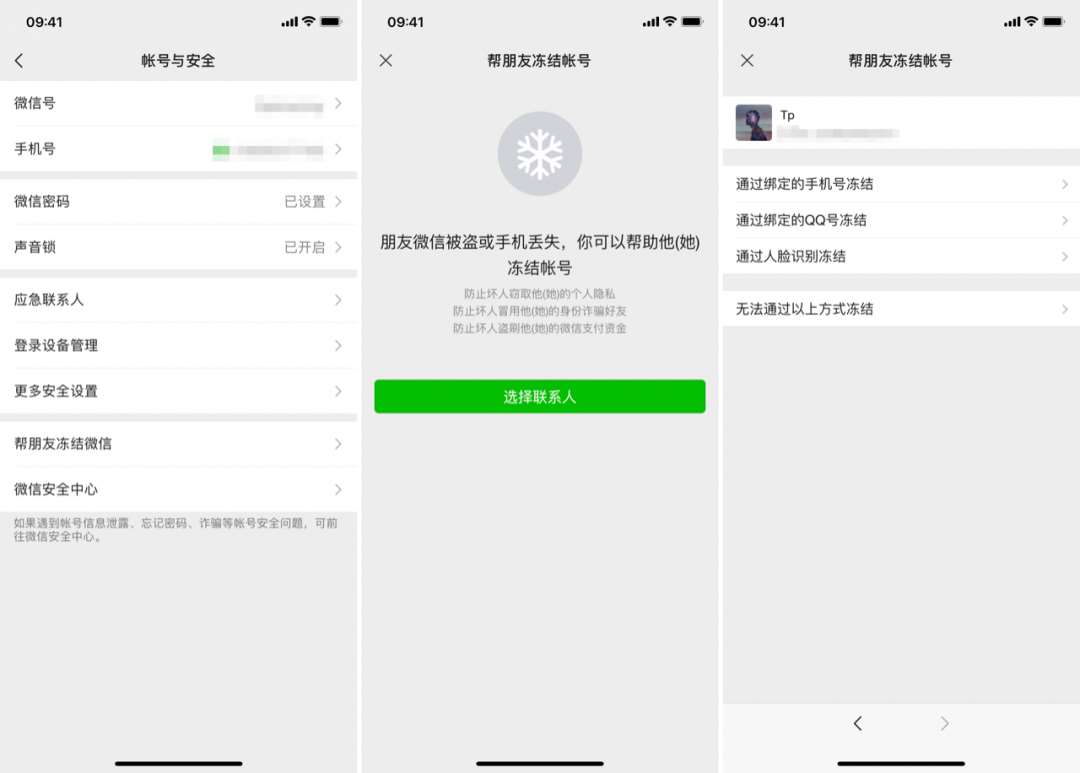 09:41
帐号与安全
微信号
手机号
微信密码 已设置
声音锁 已开启
应急联系人
登录设备管理
更多安全设置
帮朋友冻结微信
微信安全中心
如果遇到帐号信息泄露、忘记密码、诈骗等帐号安全问题，可前
往微信安全中心。
09:41
帮朋友冻结帐号
朋友微信被盗或手机丢失，你可以帮助他(她)
冻结帐号
防止坏人窃取他(她)的个人隐私
防止坏人冒用他(她)的身份诈骗好友
防止坏人盗刷他(她)的微信支付资金
选择联系人
09:41
帮朋友冻结帐号
Tp
通过绑定的手机号冻结
通过绑定的QQ号冻结
通过人脸识别冻结
无法通过以上方式冻结